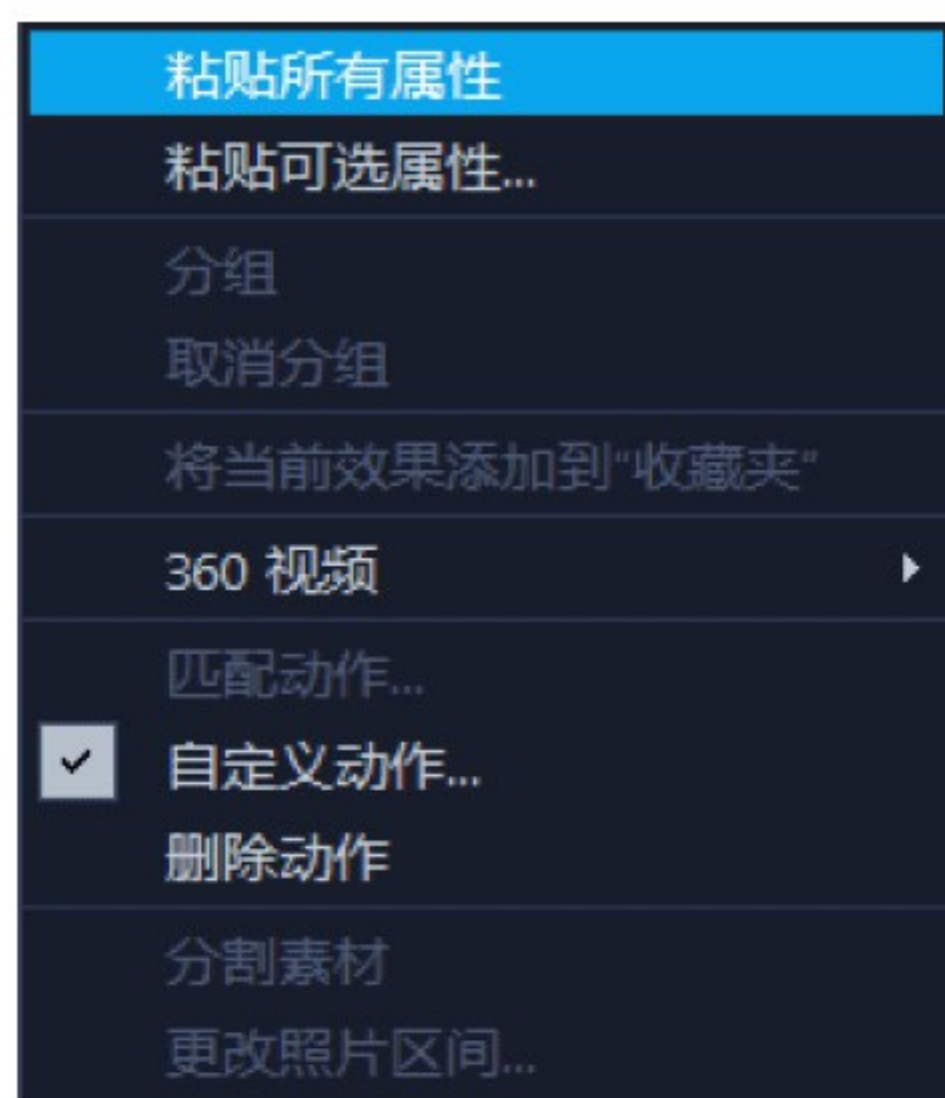 粘贴所有属性
粘贴可选属性...
分组
取消分组
将当前效果添加到"收藏夹"
360 视频
匹配动作...
自定义动作...
删除动作
分割素材
更改照片区间...